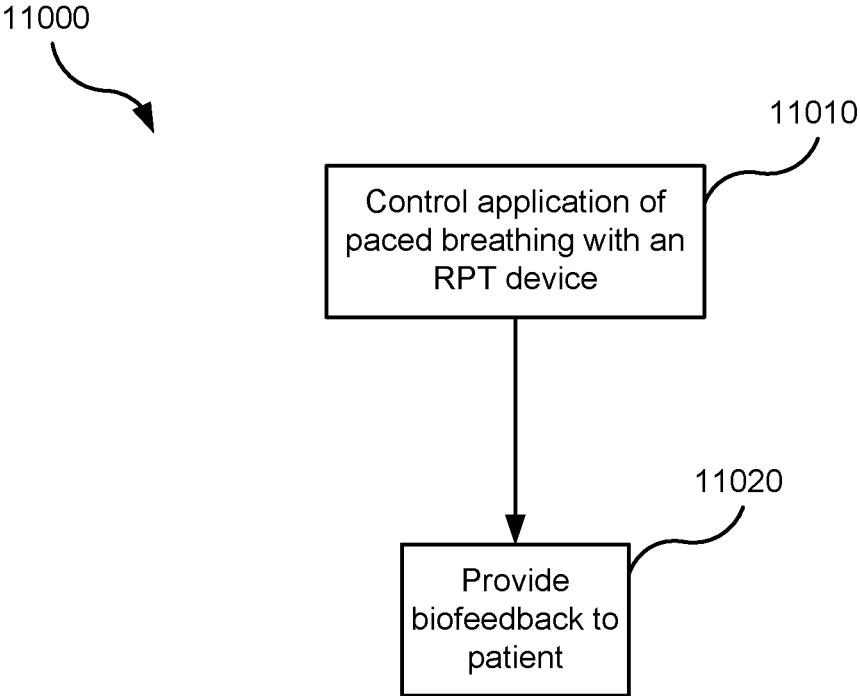 11000
11010
Control application of
paced breathing with an
RPT device
11020
Provide
biofeedback to
patient